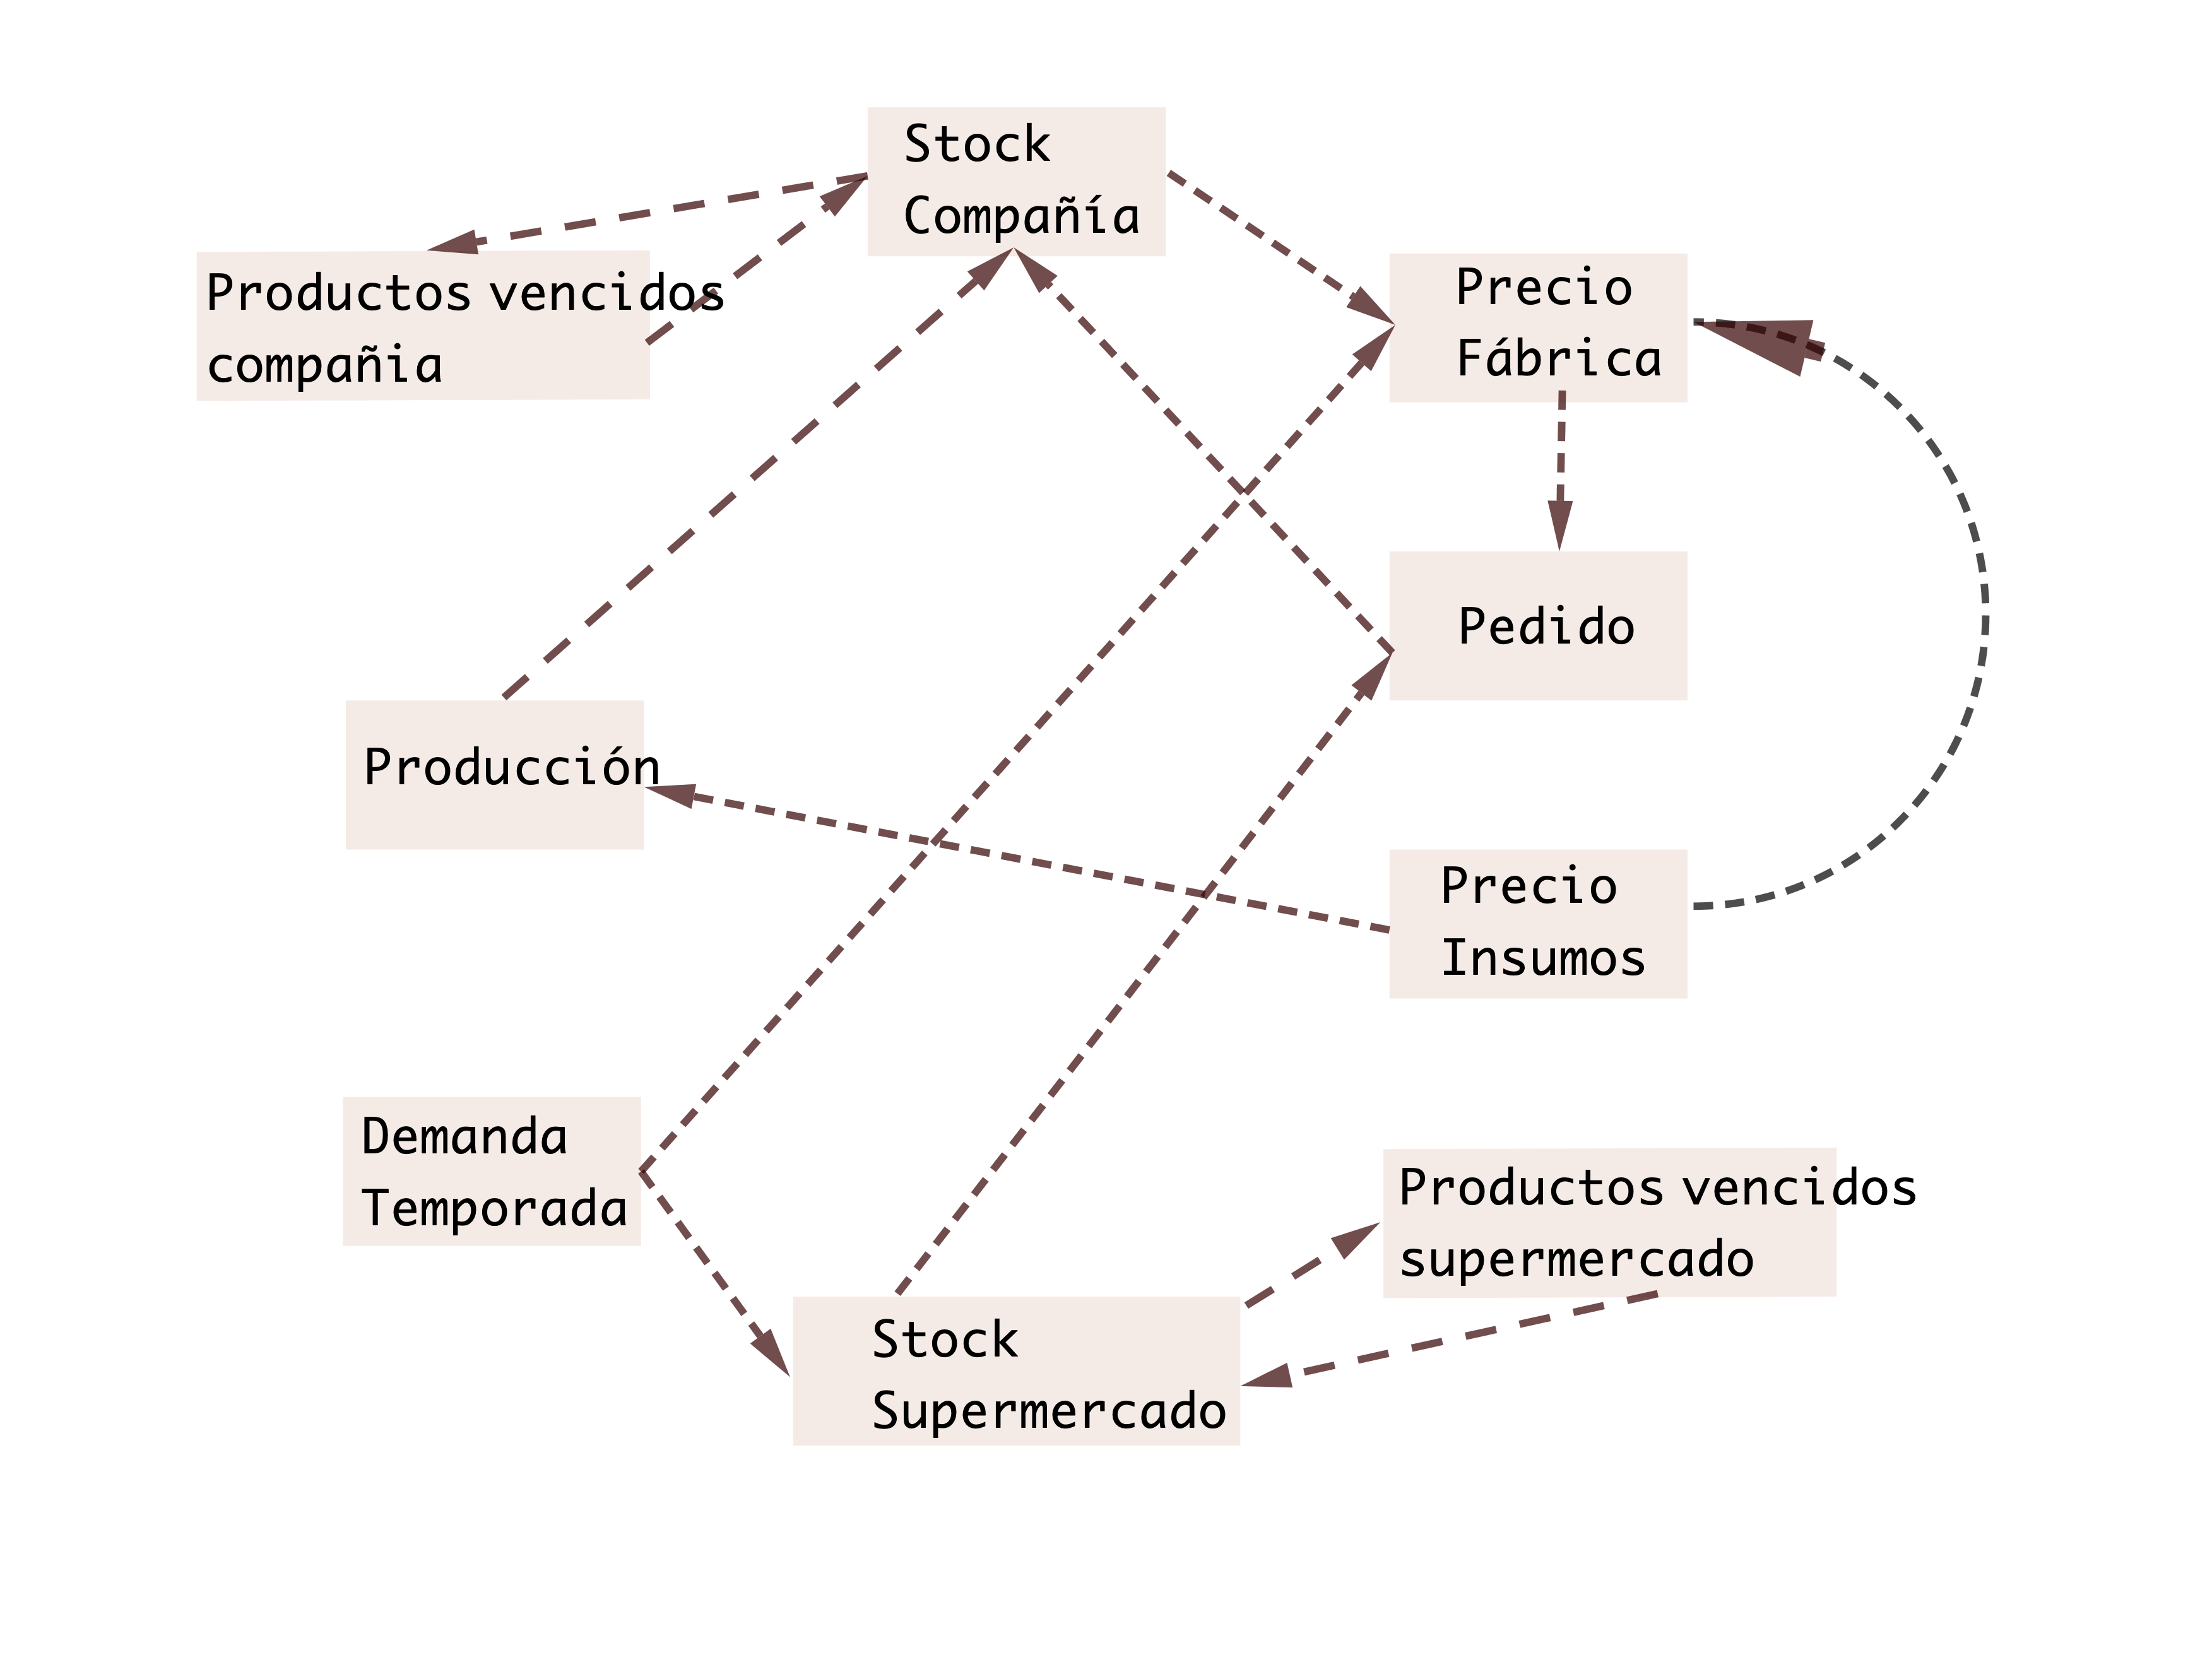 Stock
Compañía
Productos vencidos
compañia
Precio
Fábrica
Pedido
Producción
Precio
Insumos
Demanda
Temporada
Productos vencidos
supermercado
Stock
Supermercado